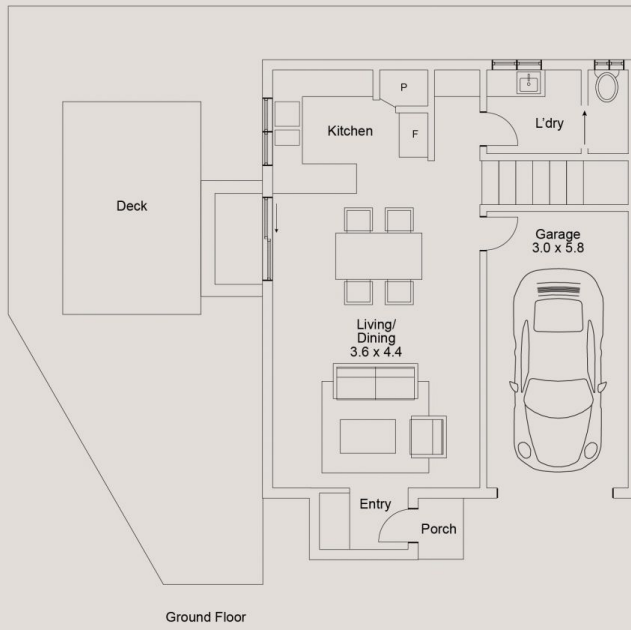 P
Kitchen
F
L'dry
Deck
Garage
3.0 x 5.8
Living/
Dining
3.6 x 4.4
Entry
Porch
Ground Floor